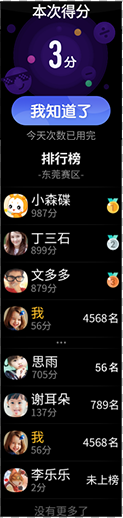 本次得分
3分
我知道了
今天次数已用完
排行榜
-东莞赛区-
小森碟
987分
丁三石
899分
文多多
879分
我
56分
4568名
...
思雨
705分
56名
谢耳朵
137分
789名
我
56分
4568名
李乐乐
2分
未上榜
没有更多了